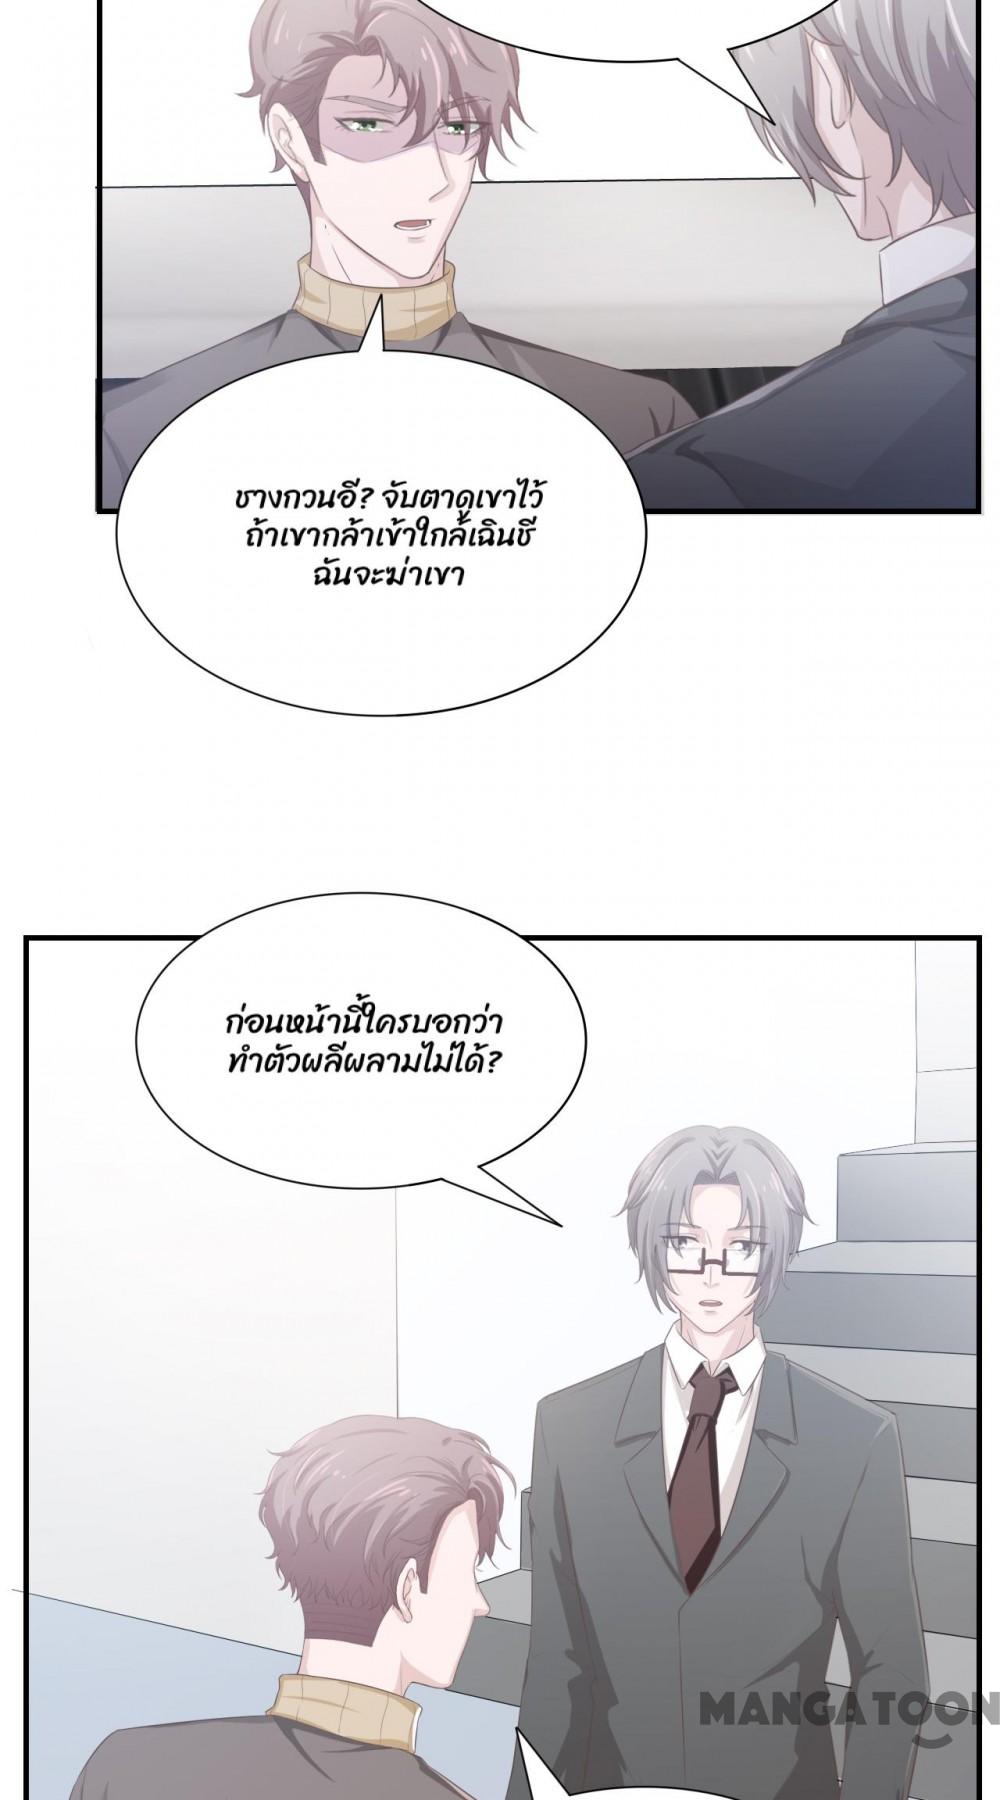 ชางกวนอี? จับตาดูเขาไว้
ถ้าเขากล้าเข้าใกล้เฉินชี
ฉันจะฆ่าเขา
ก่อนหน้านี้ใครบอกว่า
ทำตัวผลีผลามไม่ได้?
MANGATOON